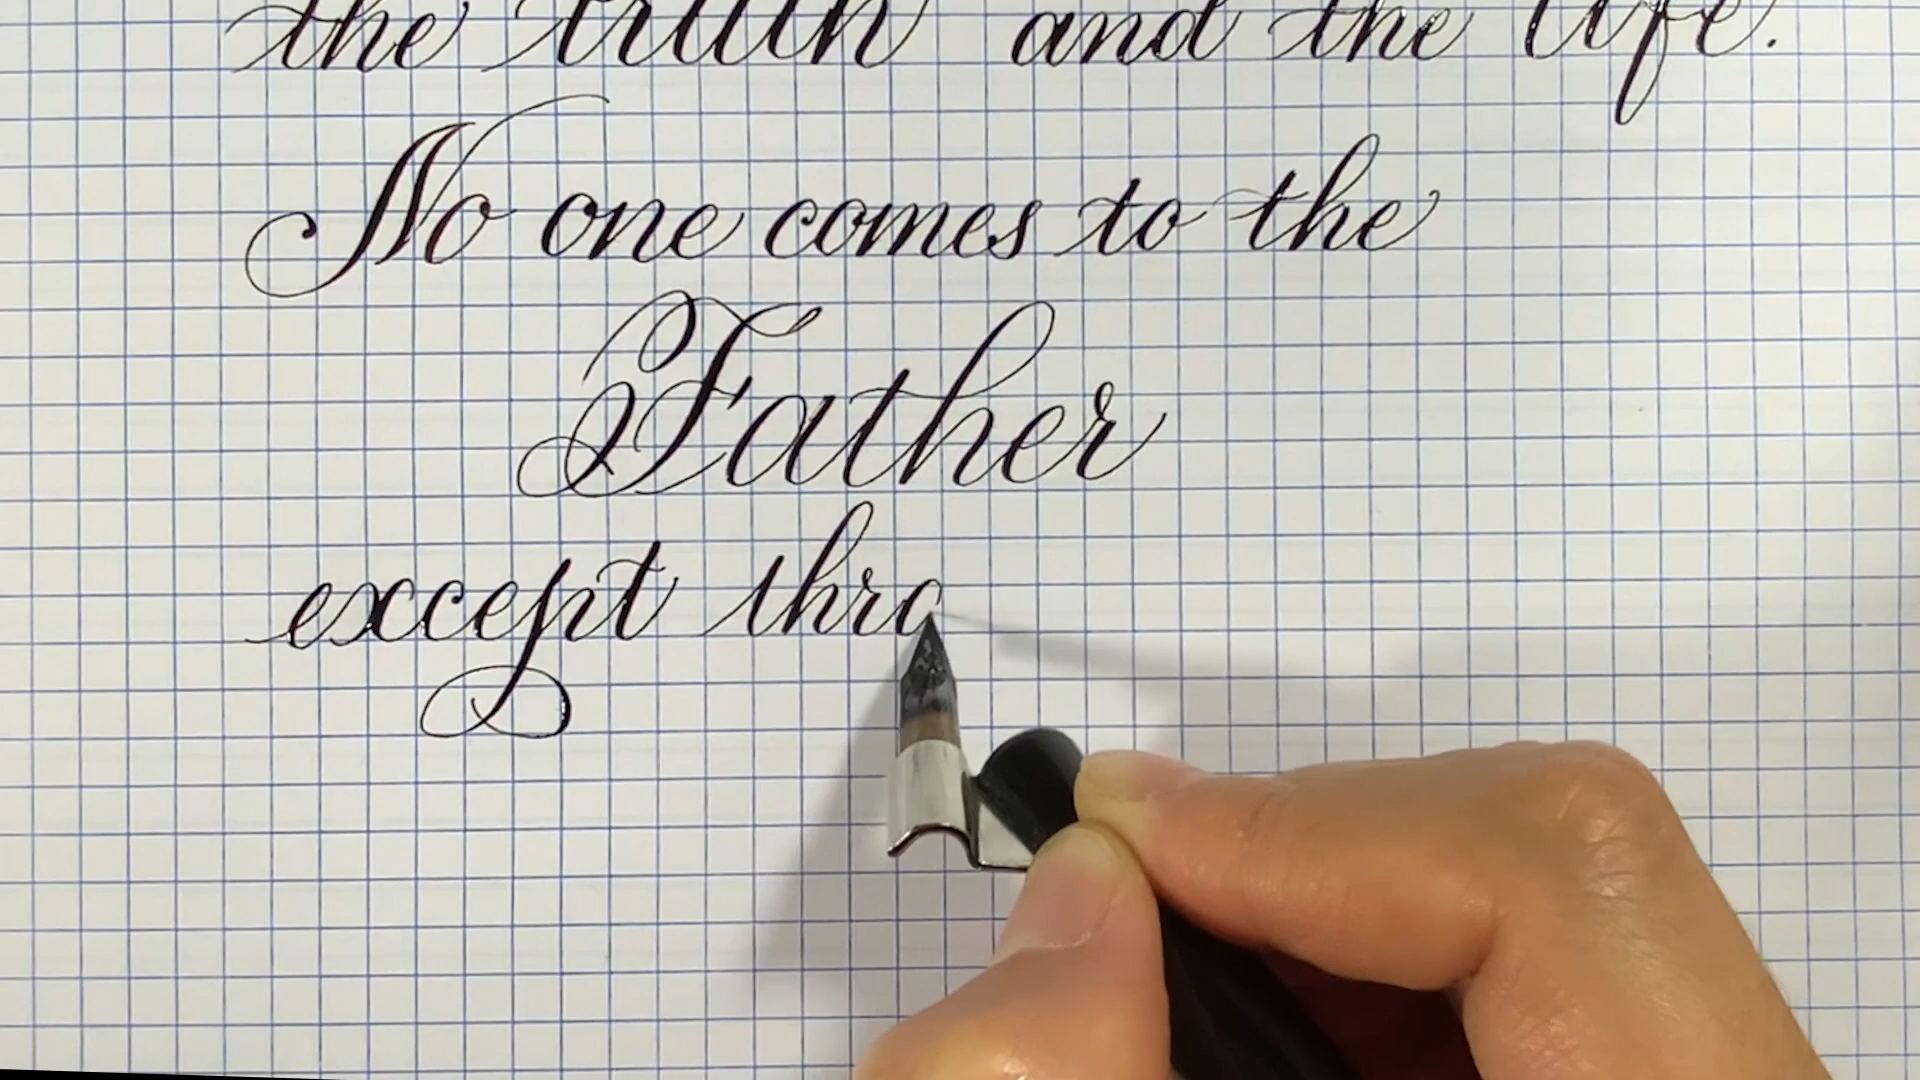 the truth and the life.
No one comes to the
Father
except thro